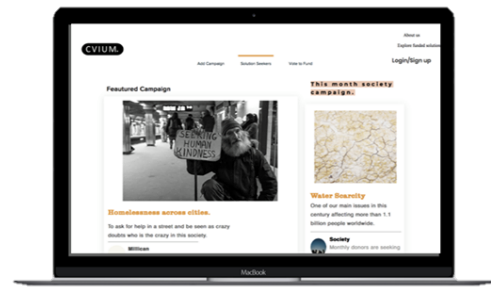 About us
CVIUM.
Explore funded solutions
Login/Sign up
Add Campaign
Solution Seekers
Vote to Fund
Feautured Campaign
This month society
campaign.
SEEKING
HUMAN
KINDNESS
Homelessness across cities.
To ask for help in a street and be seen as crazy
doubts who is the crazy in this society.
Millican
Water Scarcity
One of our main issues in this
century affecting more than 1.1
billion people worldwide.
Society
Monthly donors are seeking
MacBook